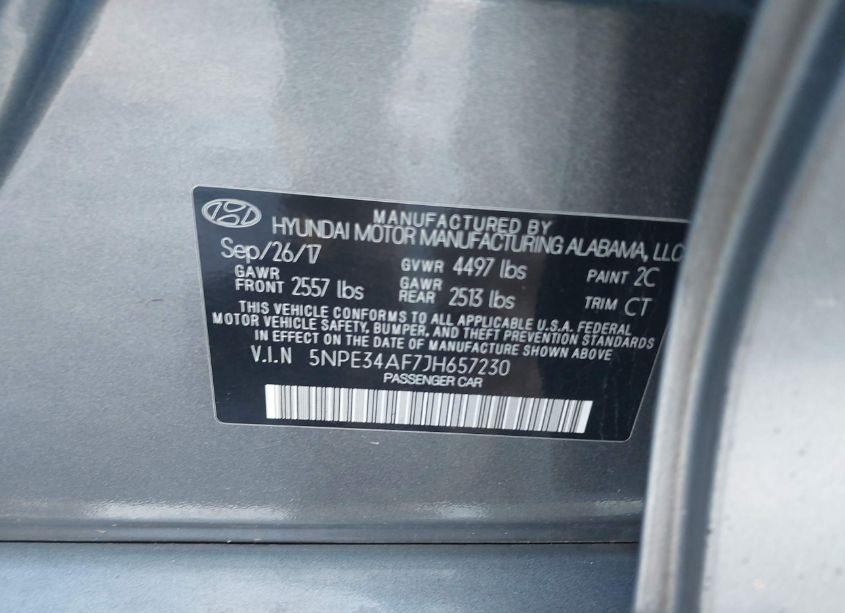 MANUFACTURED BY
HYUNDAI MOTOR MANUFACTURING ALABAMA, LLC
Sep/26/17 GVWR 4497 lbs PAINT 2C
GAWR FRONT 2557 lbs GAWR REAR 2513 lbs TRIM CT
THIS VEHICLE CONFORMS TO ALL APPLICABLE U.S.A. FEDERAL
MOTOR VEHICLE SAFETY, BUMPER, AND THEFT PREVENTION STANDARDS
IN EFFECT ON THE DATE OF MANUFACTURE SHOWN ABOVE.
V.I.N 5NPE34AF7JH657230
PASSENGER CAR